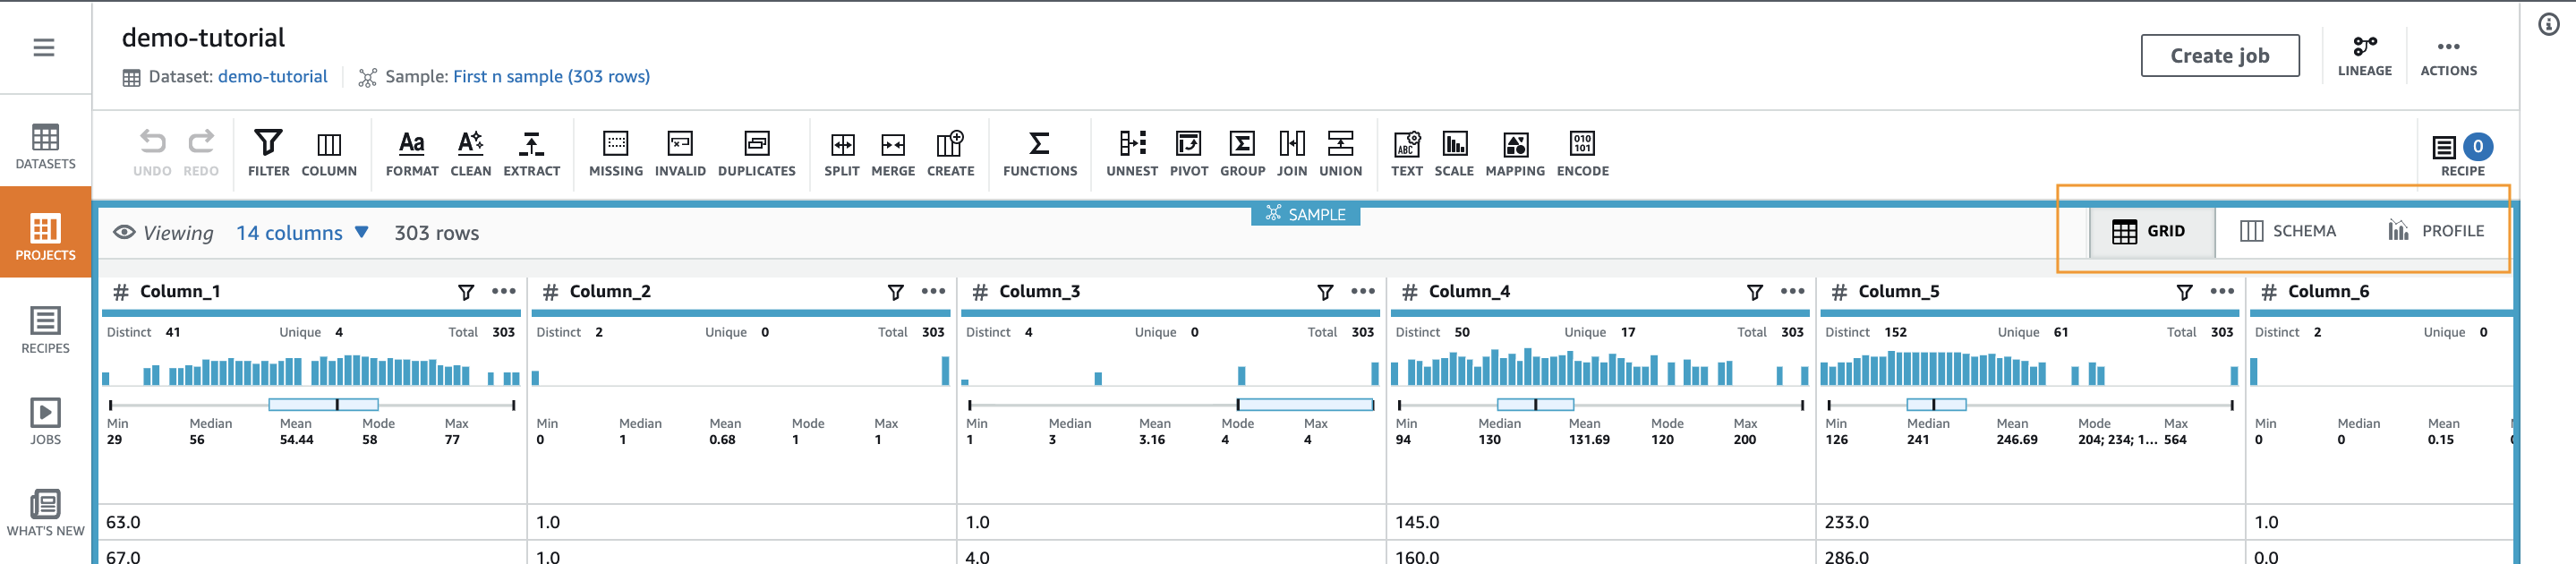 demo-tutorial
Dataset: demo-tutorial Sample: First n sample (303 rows)
Create job
LINEAGE
ACTIONS
DATASETS
PROJECTS
RECIPES
JOBS
WHAT'S NEW
UNDO REDO FILTER COLUMN FORMAT CLEAN EXTRACT MISSING INVALID DUPLICATES SPLIT MERGE CREATE FUNCTIONS UNNEST PIVOT GROUP JOIN UNION TEXT SCALE MAPPING ENCODE
0
RECIPE
SAMPLE
Viewing 14 columns 303 rows
GRID SCHEMA PROFILE
# Column_1 # Column_2 # Column_3 # Column_4 # Column_5 # Column_6
Distinct 41 Unique 4 Total 303 Distinct 2 Unique 0 Total 303 Distinct 4 Unique 0 Total 303 Distinct 50 Unique 17 Total 303 Distinct 152 Unique 61 Total 303 Distinct 2 Unique 0
Min Median Mean Mode Max Min Median Mean Mode Max Min Median Mean Mode Max Min Median Mean Mode Max Min Median Mean Mode Max Min Median Mean
29 56 54.44 58 77 0 1 0.68 1 1 1 3 3.16 4 4 94 130 131.69 120 200 126 241 246.69 204; 234; 1... 564 0 0 0.15
63.0 1.0 1.0 145.0 233.0 1.0
67.0 1.0 4.0 160.0 286.0 0.0